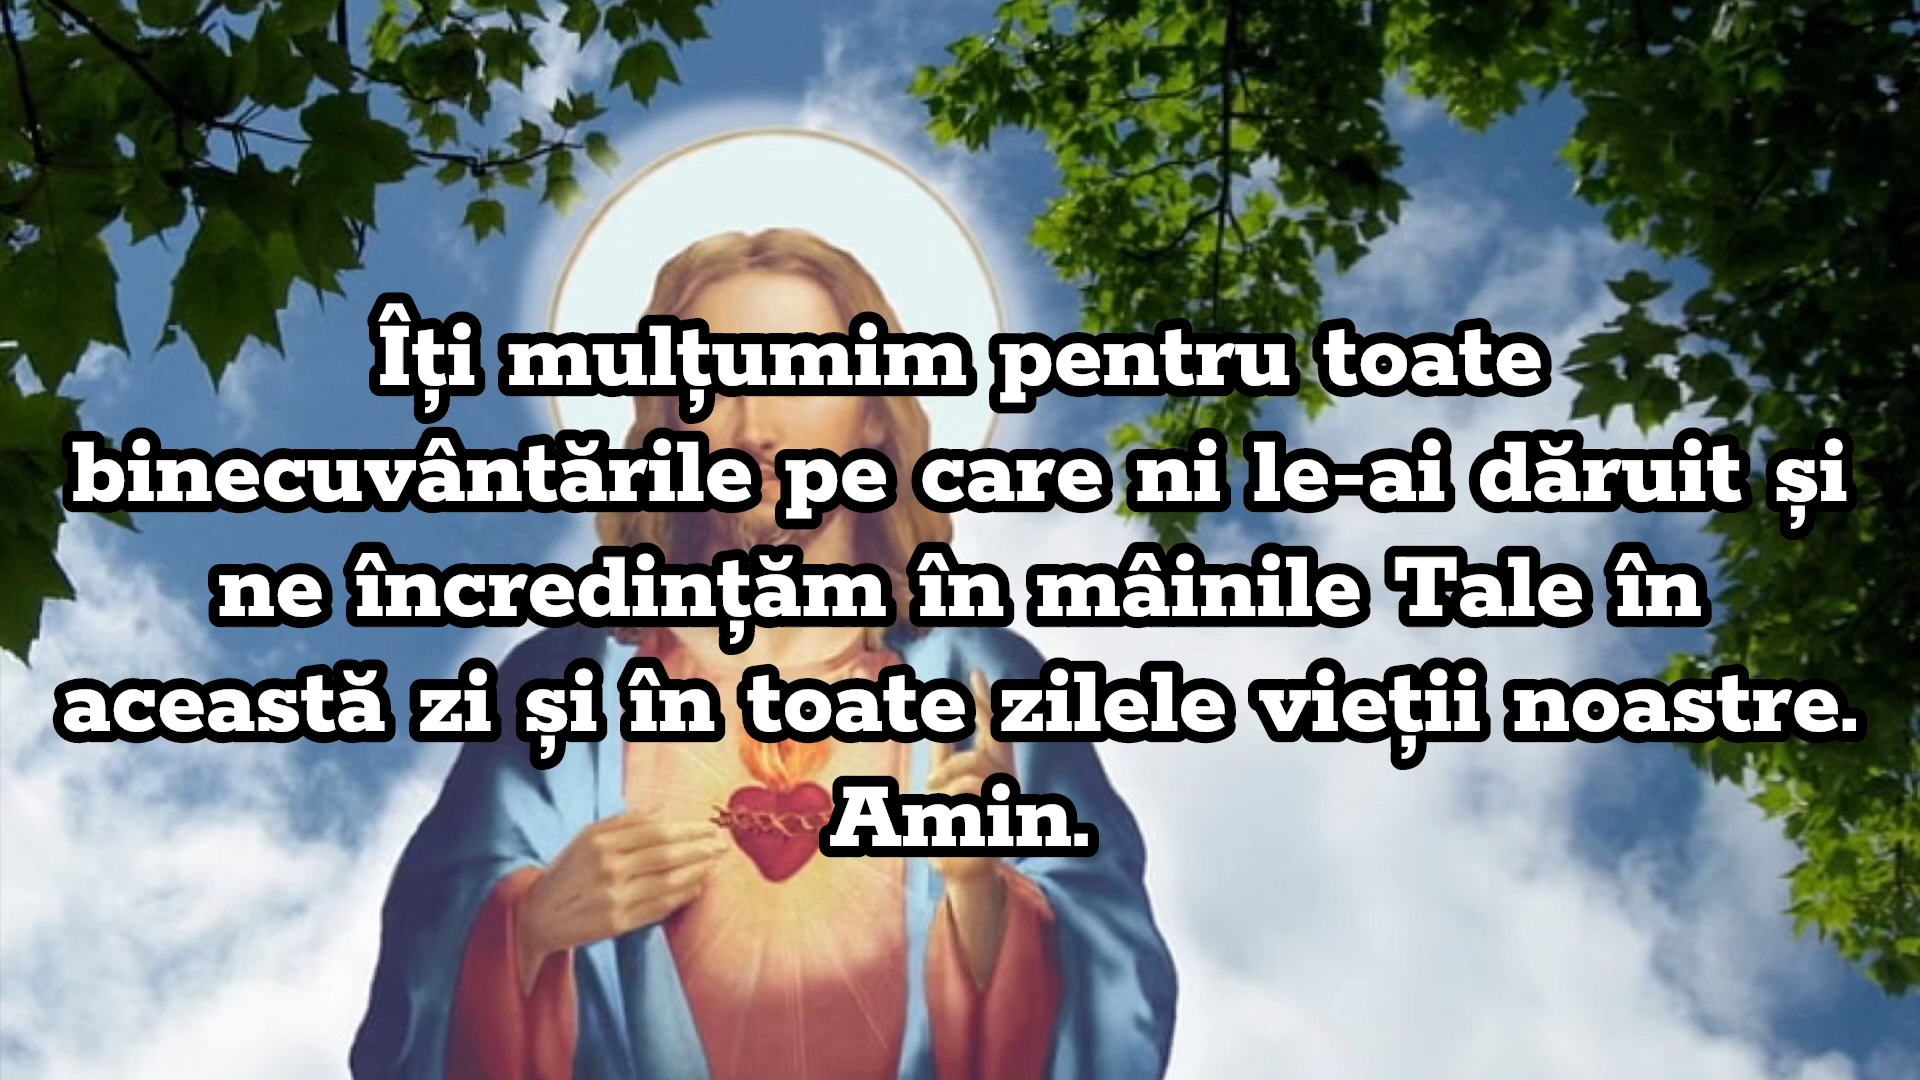 Îți mulțumim pentru toate
binecuvântările pe care ni le-ai dăruit și
ne încredințăm în mâinile Tale în
această zi și în toate zilele vieții noastre.
Amin.